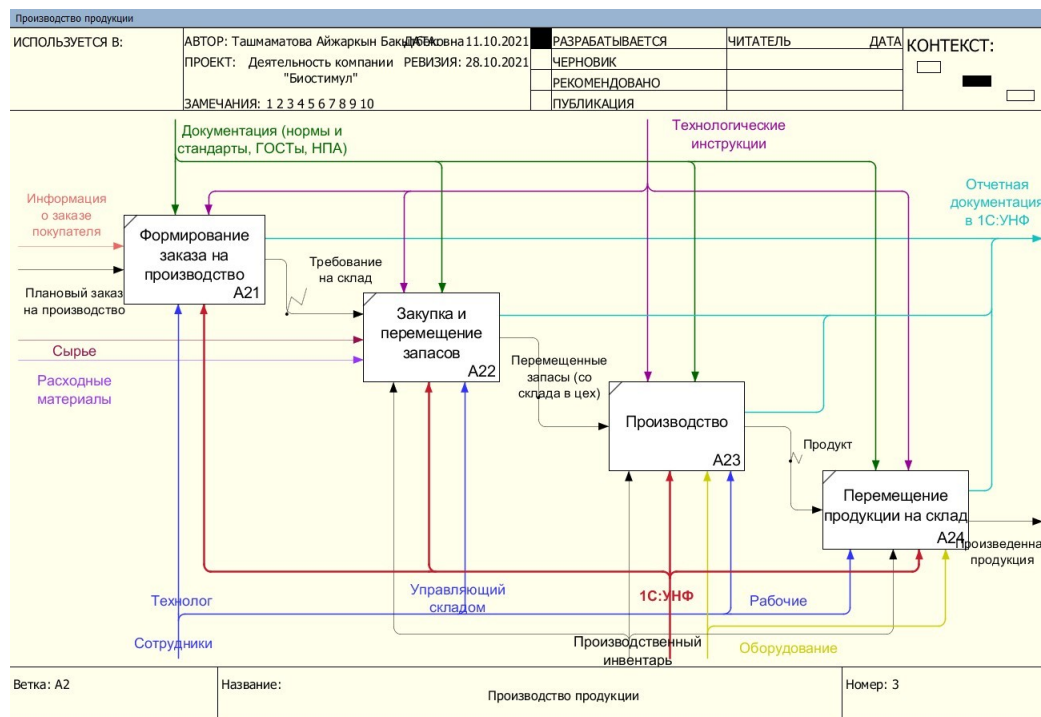 Производство продукции
ИСПОЛЬЗУЕТСЯ В:
АВТОР: Ташмаматова Айжаркын Бакытбековна
ДАТА: 11.10.2021
ПРОЕКТ: Деятельность компании
"Биостимул"
РЕВИЗИЯ: 28.10.2021
ЗАМЕЧАНИЯ: 1 2 3 4 5 6 7 8 9 10
РАЗРАБАТЫВАЕТСЯ
ЧЕРНОВИК
РЕКОМЕНДОВАНО
ПУБЛИКАЦИЯ
ЧИТАТЕЛЬ
ДАТА
КОНТЕКСТ:
Документация (нормы и
стандарты, ГОСТы, НПА)
Технологические
инструкции
Информация
о заказе
покупателя
Отчетная
документация
в 1С:УНФ
Формирование
заказа на
производство
A21
Плановый заказ
на производство
Требование
на склад
Закупка и
перемещение
запасов
A22
Сырье
Расходные
материалы
Перемещенные
запасы (со
склада в цех)
Производство
A23
Продукт
Перемещение
продукции на склад
A24
Произведенна
продукция
Технолог
Управляющий
складом
1С:УНФ
Рабочие
Сотрудники
Производственный
инвентарь
Оборудование
Ветка: A2
Название:
Производство продукции
Номер: 3